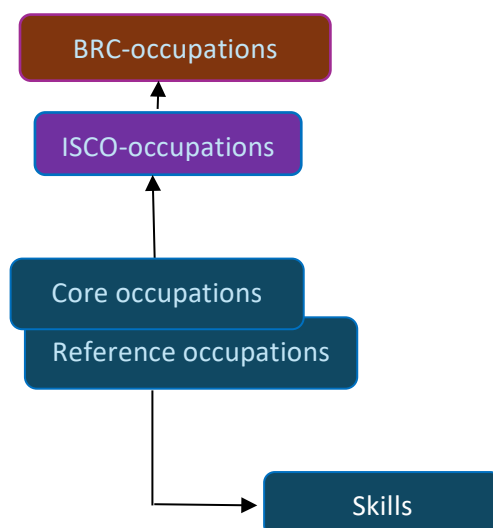 BRC-occupations
ISCO-occupations
Core occupations
Reference occupations
Skills